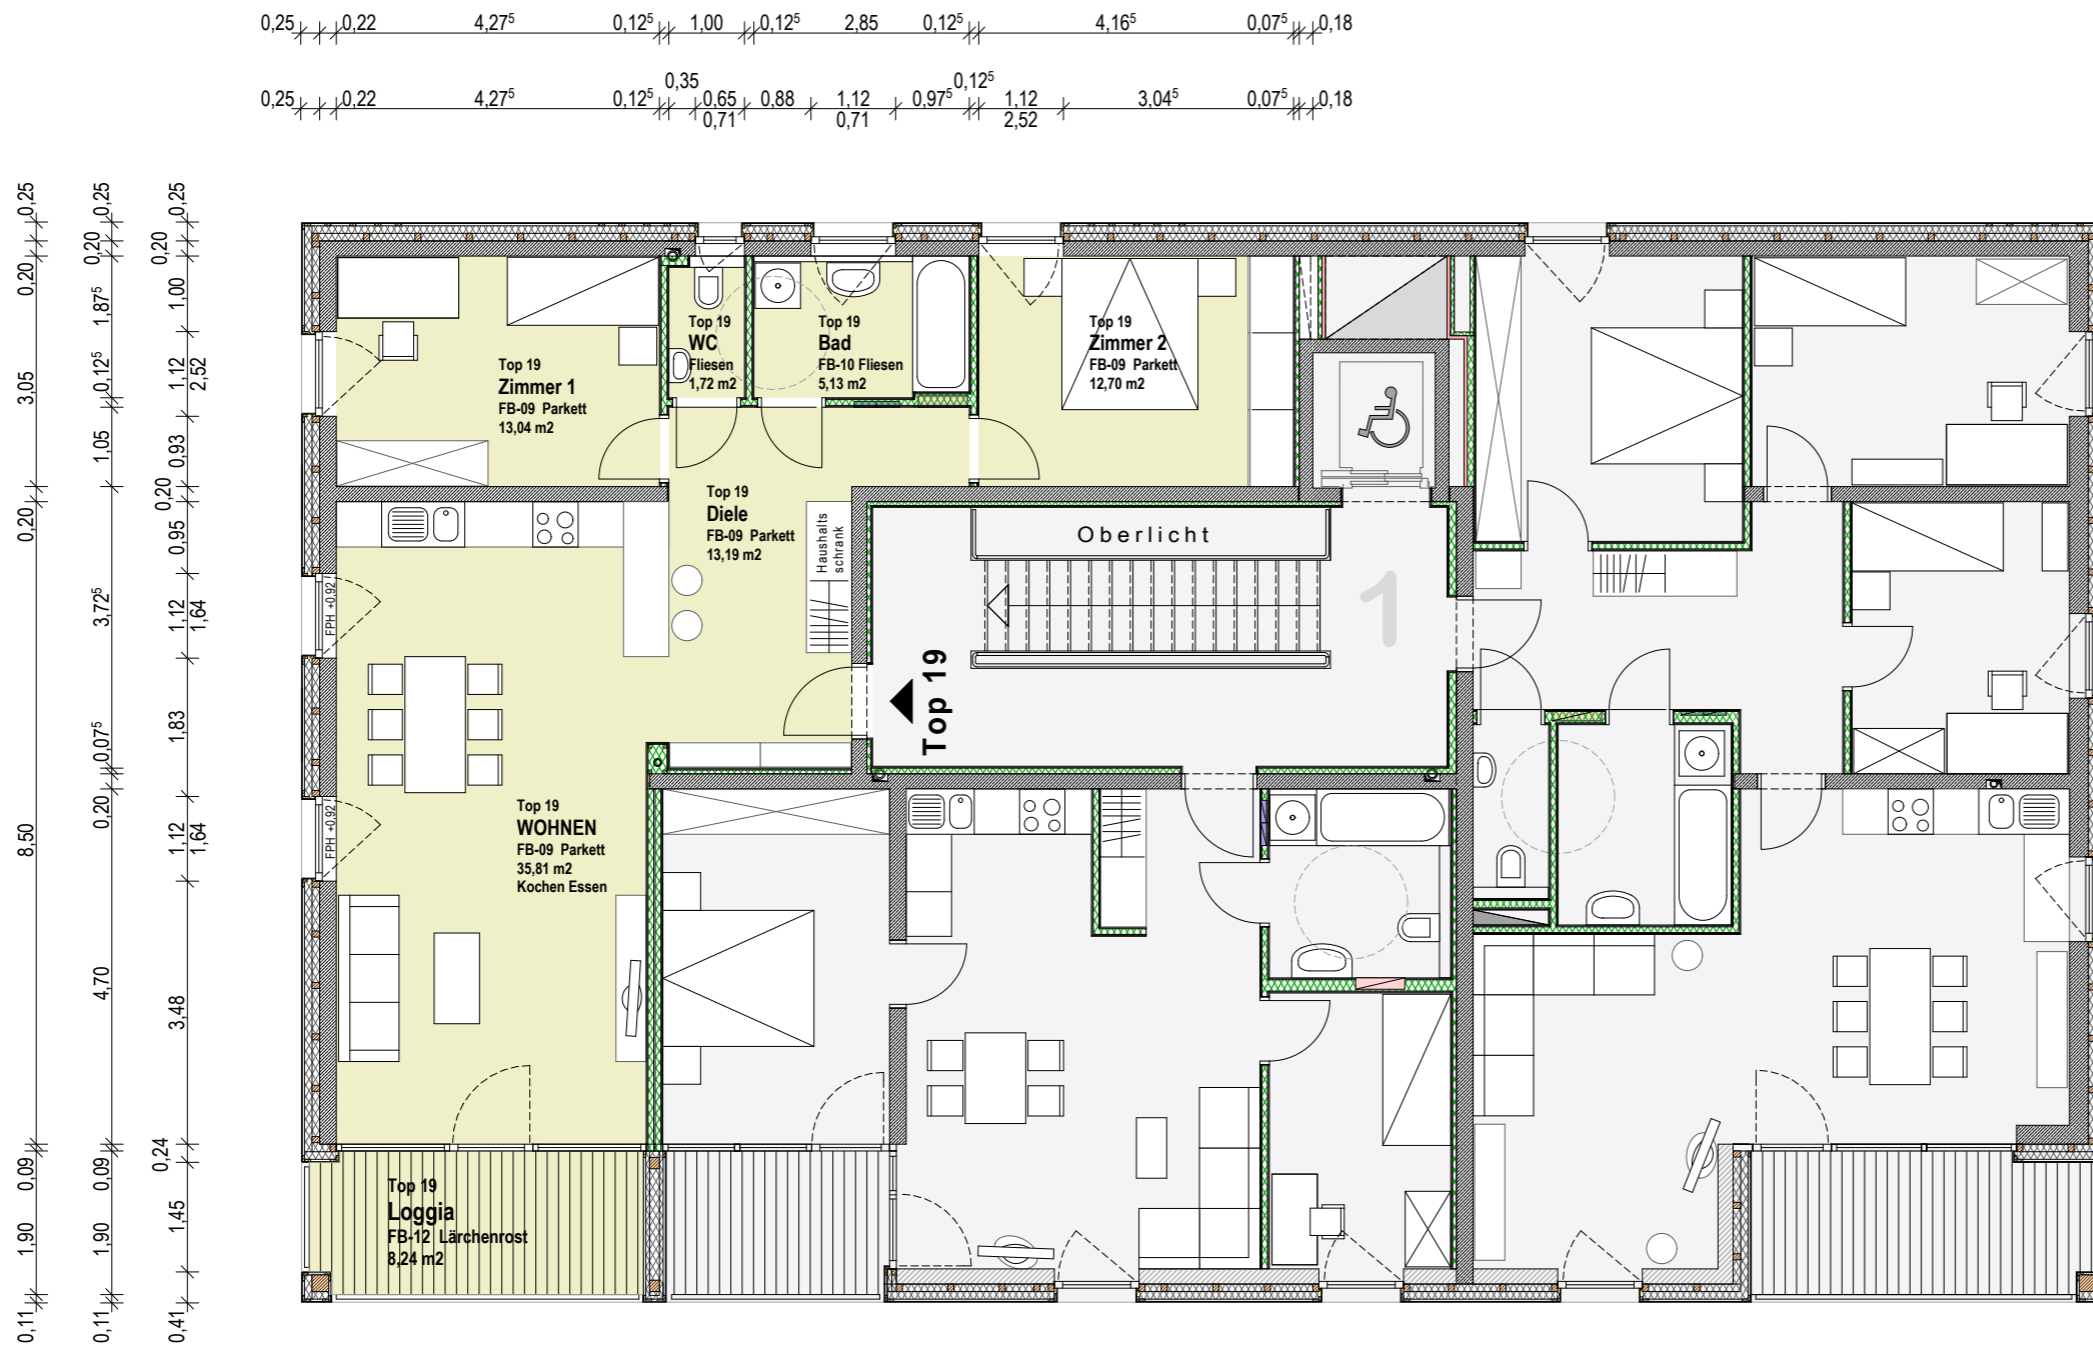 0,25 0,22 4,27⁵ 0,12⁵ 1,00 0,12⁵ 2,85 0,12⁵ 4,16⁵ 0,07⁵ 0,18
0,35 0,12⁵
0,25 0,22 4,27⁵ 0,12⁵ 0,65 0,88 1,12 0,97⁵ 1,12 3,04⁵ 0,07⁵ 0,18
0,71 0,71 2,52
0,25 0,20 3,05 0,20 8,50 0,09 1,90 0,11
0,25 0,20 1,87⁵ 0,12⁵ 1,05 3,72⁵ 0,07⁵ 0,20 4,70 0,09 1,90 0,11
0,25 0,20 1,00 1,12 0,93 0,20 0,95 1,12 1,83 1,12 3,48 0,24 1,45 0,41
2,52 1,64 1,64
Top 19
Zimmer 1
FB-09 Parkett
13,04 m2
Top 19
WC
Fliesen
1,72 m2
Top 19
Bad
FB-10 Fliesen
5,13 m2
Top 19
Zimmer 2
FB-09 Parkett
12,70 m2
Top 19
Diele
FB-09 Parkett
13,19 m2
Haushalts
schrank
Oberlicht
1
Top 19
FPH +0,92
FPH +0,92
Top 19
WOHNEN
FB-09 Parkett
35,81 m2
Kochen Essen
Top 19
Loggia
FB-12 Lärchenrost
8,24 m2